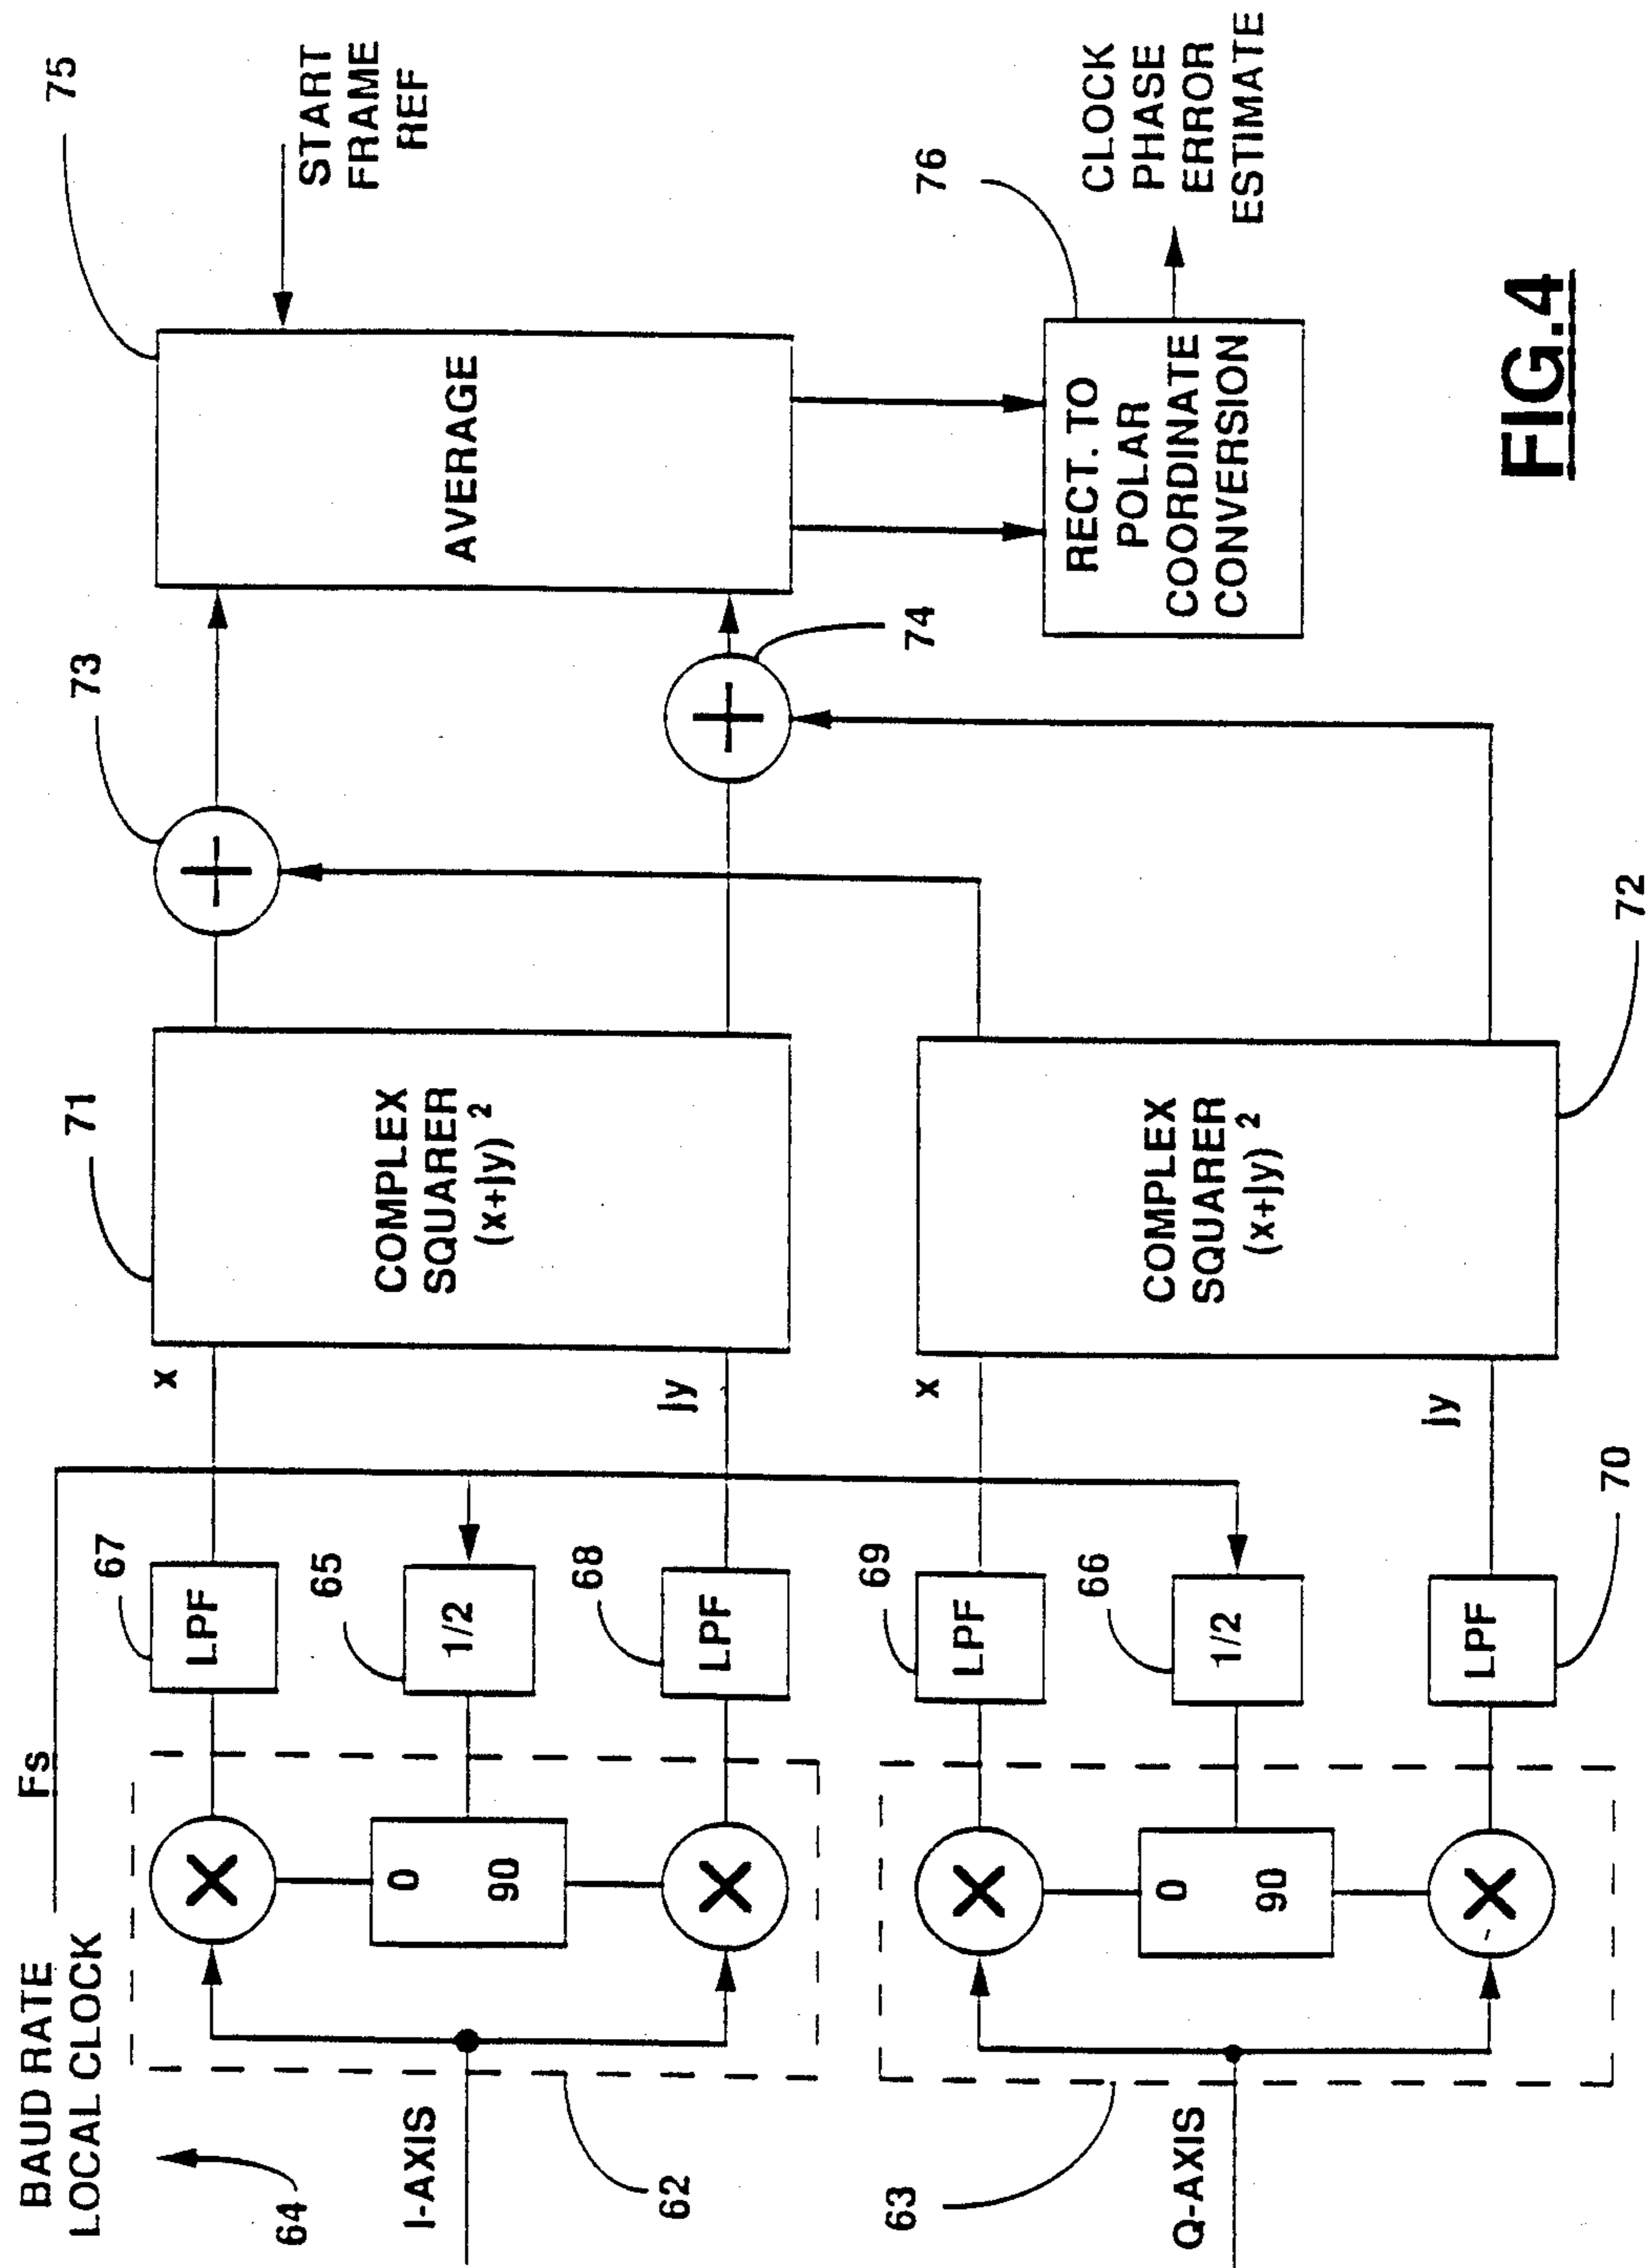 BAUD RATE
LOCAL CLOCK
Fs
64
I-AXIS
62
0
90
67
LPF
65
1/2
68
LPF
x
jy
71
COMPLEX
SQUARER
(x+jy) 2
73
74
75
AVERAGE
START
FRAME
REF
Q-AXIS
63
0
90
69
LPF
66
1/2
LPF
70
x
jy
COMPLEX
SQUARER
(x+jy) 2
72
76
RECT. TO
POLAR
COORDINATE
CONVERSION
CLOCK
PHASE
ERROR
ESTIMATE
FIG.4